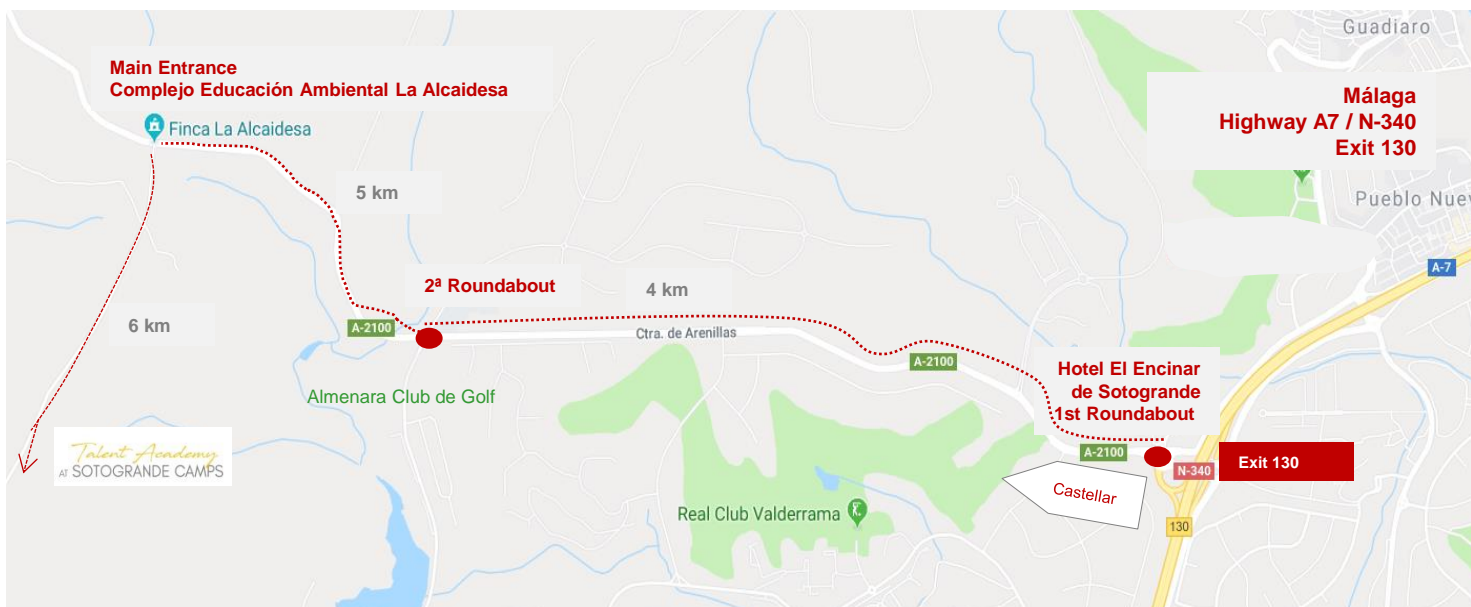 Guadiaro
Main Entrance
Complejo Educación Ambiental La Alcaidesa
Málaga
Highway A7 / N-340
Exit 130
Finca La Alcaidesa
5 km
Pueblo Nuev
A-7
2ª Roundabout
4 km
6 km
A-2100
Ctra. de Arenillas
A-2100
Hotel El Encinar
de Sotogrande
1st Roundabout
Almenara Club de Golf
Talent Academy
AT SOTOGRANDE CAMPS
A-2100
N-340
Exit 130
Castellar
Real Club Valderrama
130